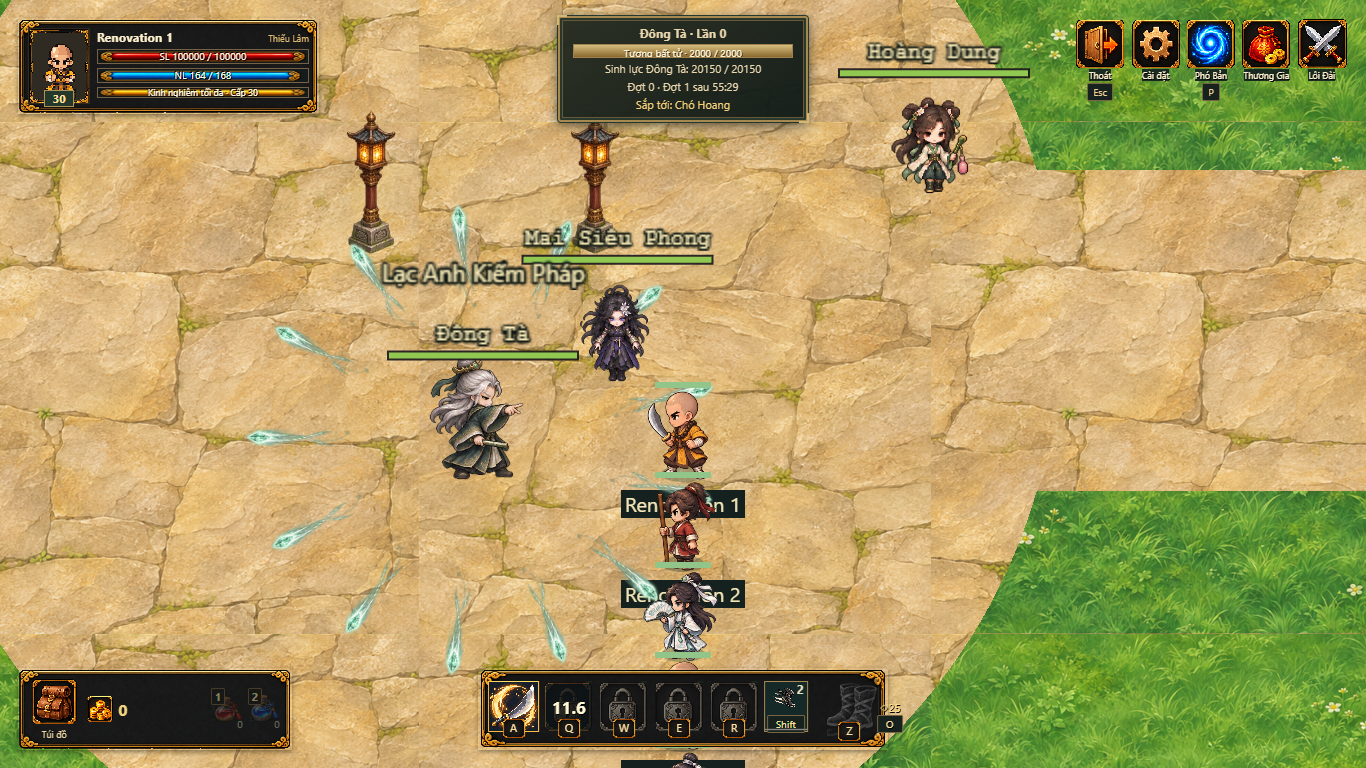 Renovation 1
Thiếu Lâm
SL 100000 / 100000
NL 164 / 168
Kinh nghiệm tối đa - Cấp 30
30
Đông Tà · Lần 0
Tương bất tử · 2000 / 2000
Sinh lực Đông Tà: 20150 / 20150
Đợt 0 · Đợt 1 sau 55:29
Sắp tới: Chó Hoang
Thoát
Esc
Cài đặt
Phó Bản
P
Thương Gia
Lôi Đài
Hoàng Dung
Mai Siêu Phong
Lạc Anh Kiếm Pháp
Đông Tà
0
Túi đồ
1
0
2
0
A
11.6
Q
W
E
R
2
Shift
Z
25
O